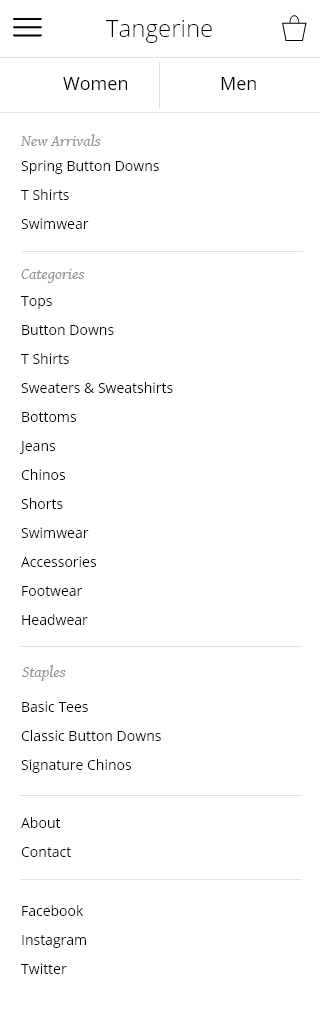 Tangerine
Women
Men
New Arrivals
Spring Button Downs
T Shirts
Swimwear
Categories
Tops
Button Downs
T Shirts
Sweaters & Sweatshirts
Bottoms
Jeans
Chinos
Shorts
Swimwear
Accessories
Footwear
Headwear
Staples
Basic Tees
Classic Button Downs
Signature Chinos
About
Contact
Facebook
Instagram
Twitter